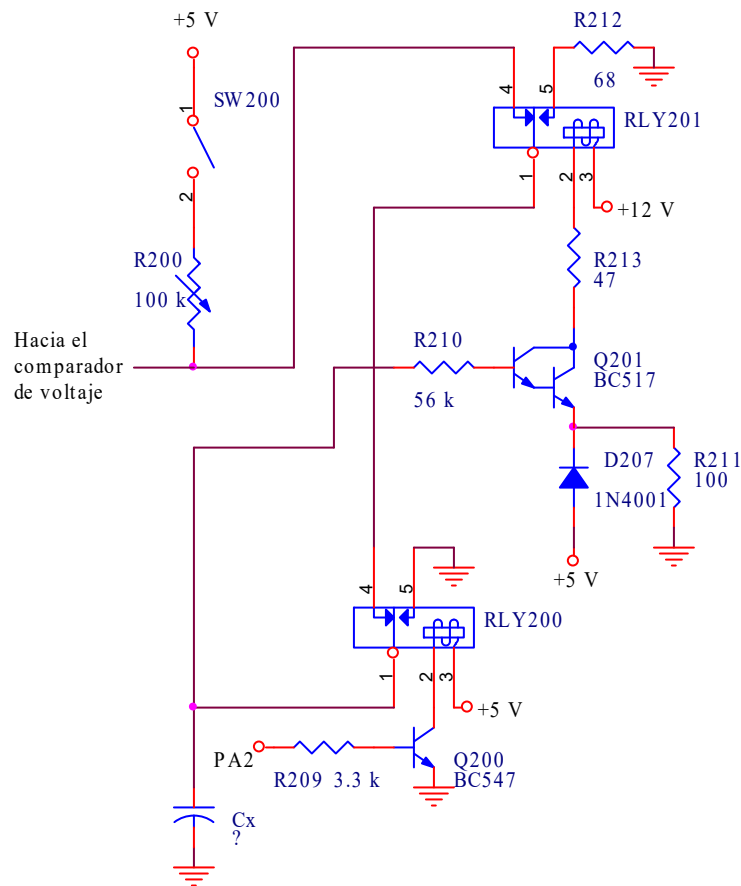 +5 V
R212
68
4
5
1
SW200
RLY201
2
1
2
3
+12 V
R200
100 k
R213
47
Hacia el
comparador
de voltaje
R210
56 k
Q201
BC517
D207
1N4001
R211
100
+5 V
4
5
RLY200
1
2
3
+5 V
PA2
R209 3.3 k
Q200
BC547
Cx
?